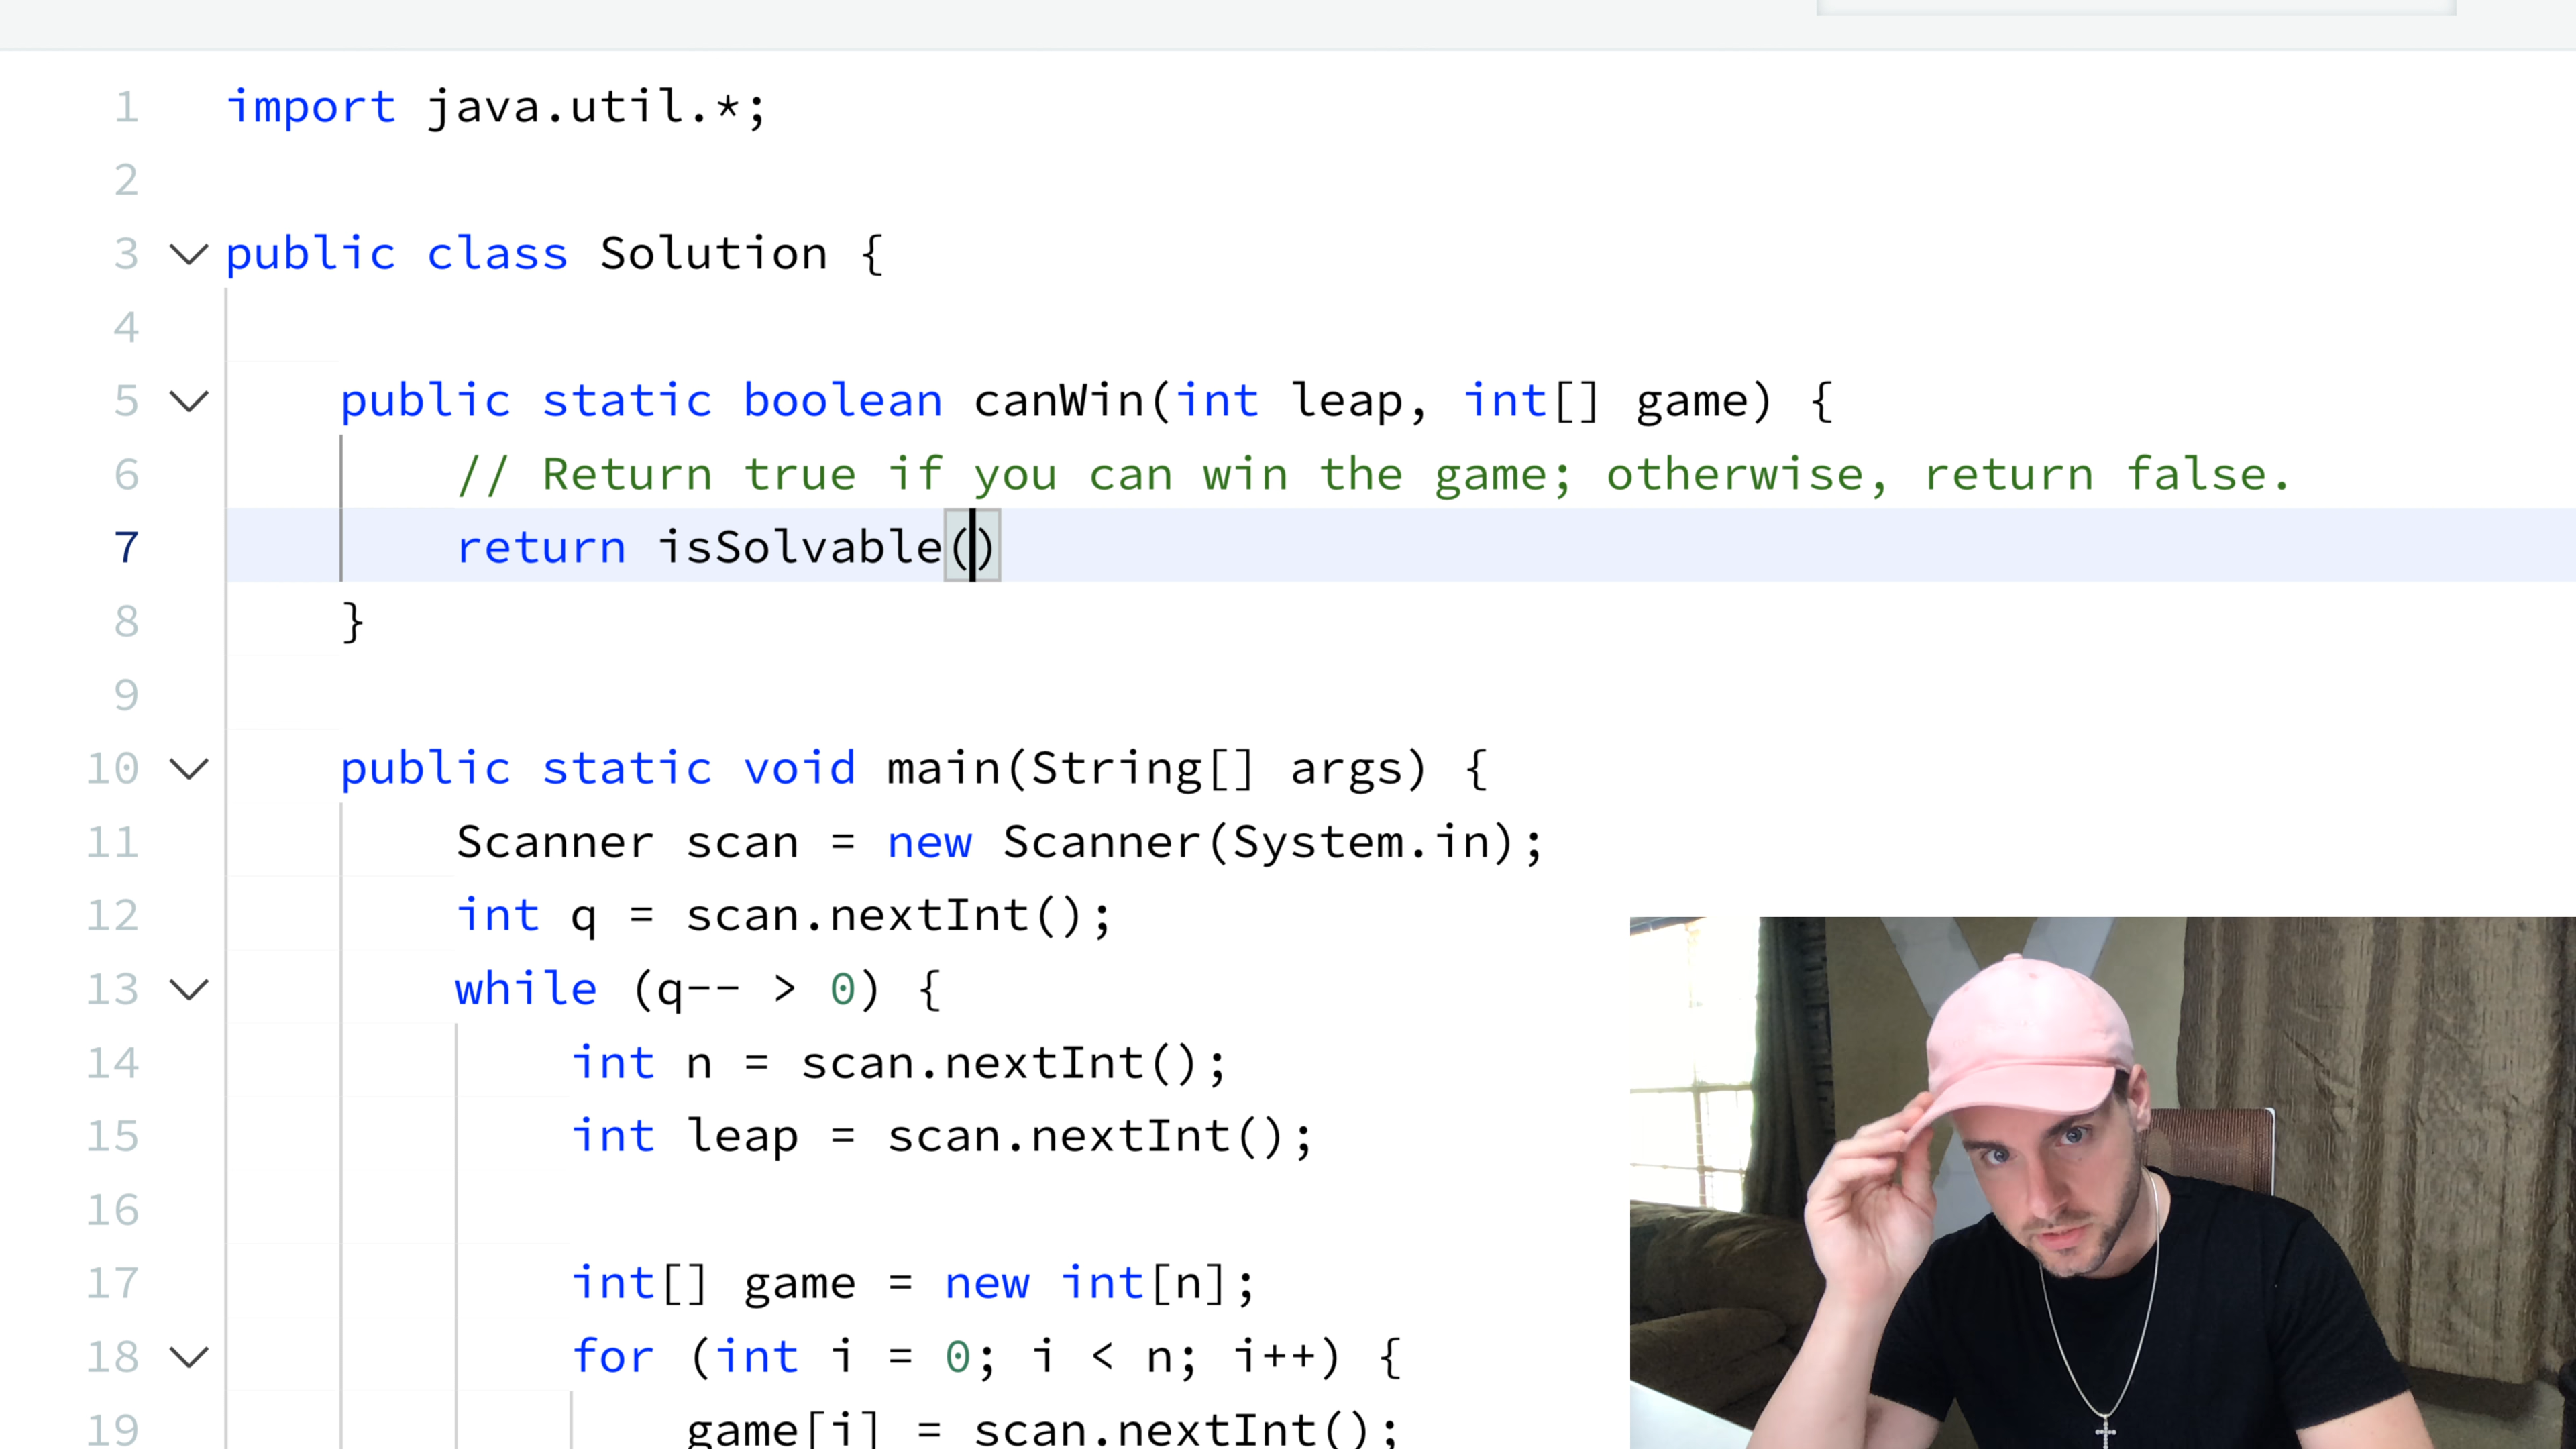 1 import java.util.*;
2
3 public class Solution {
4
5 public static boolean canWin(int leap, int[] game) {
6 // Return true if you can win the game; otherwise, return false.
7 return isSolvable()
8 }
9
10 public static void main(String[] args) {
11 Scanner scan = new Scanner(System.in);
12 int q = scan.nextInt();
13 while (q-- > 0) {
14 int n = scan.nextInt();
15 int leap = scan.nextInt();
16
17 int[] game = new int[n];
18 for (int i = 0; i < n; i++) {
19 game[i] = scan.nextInt();